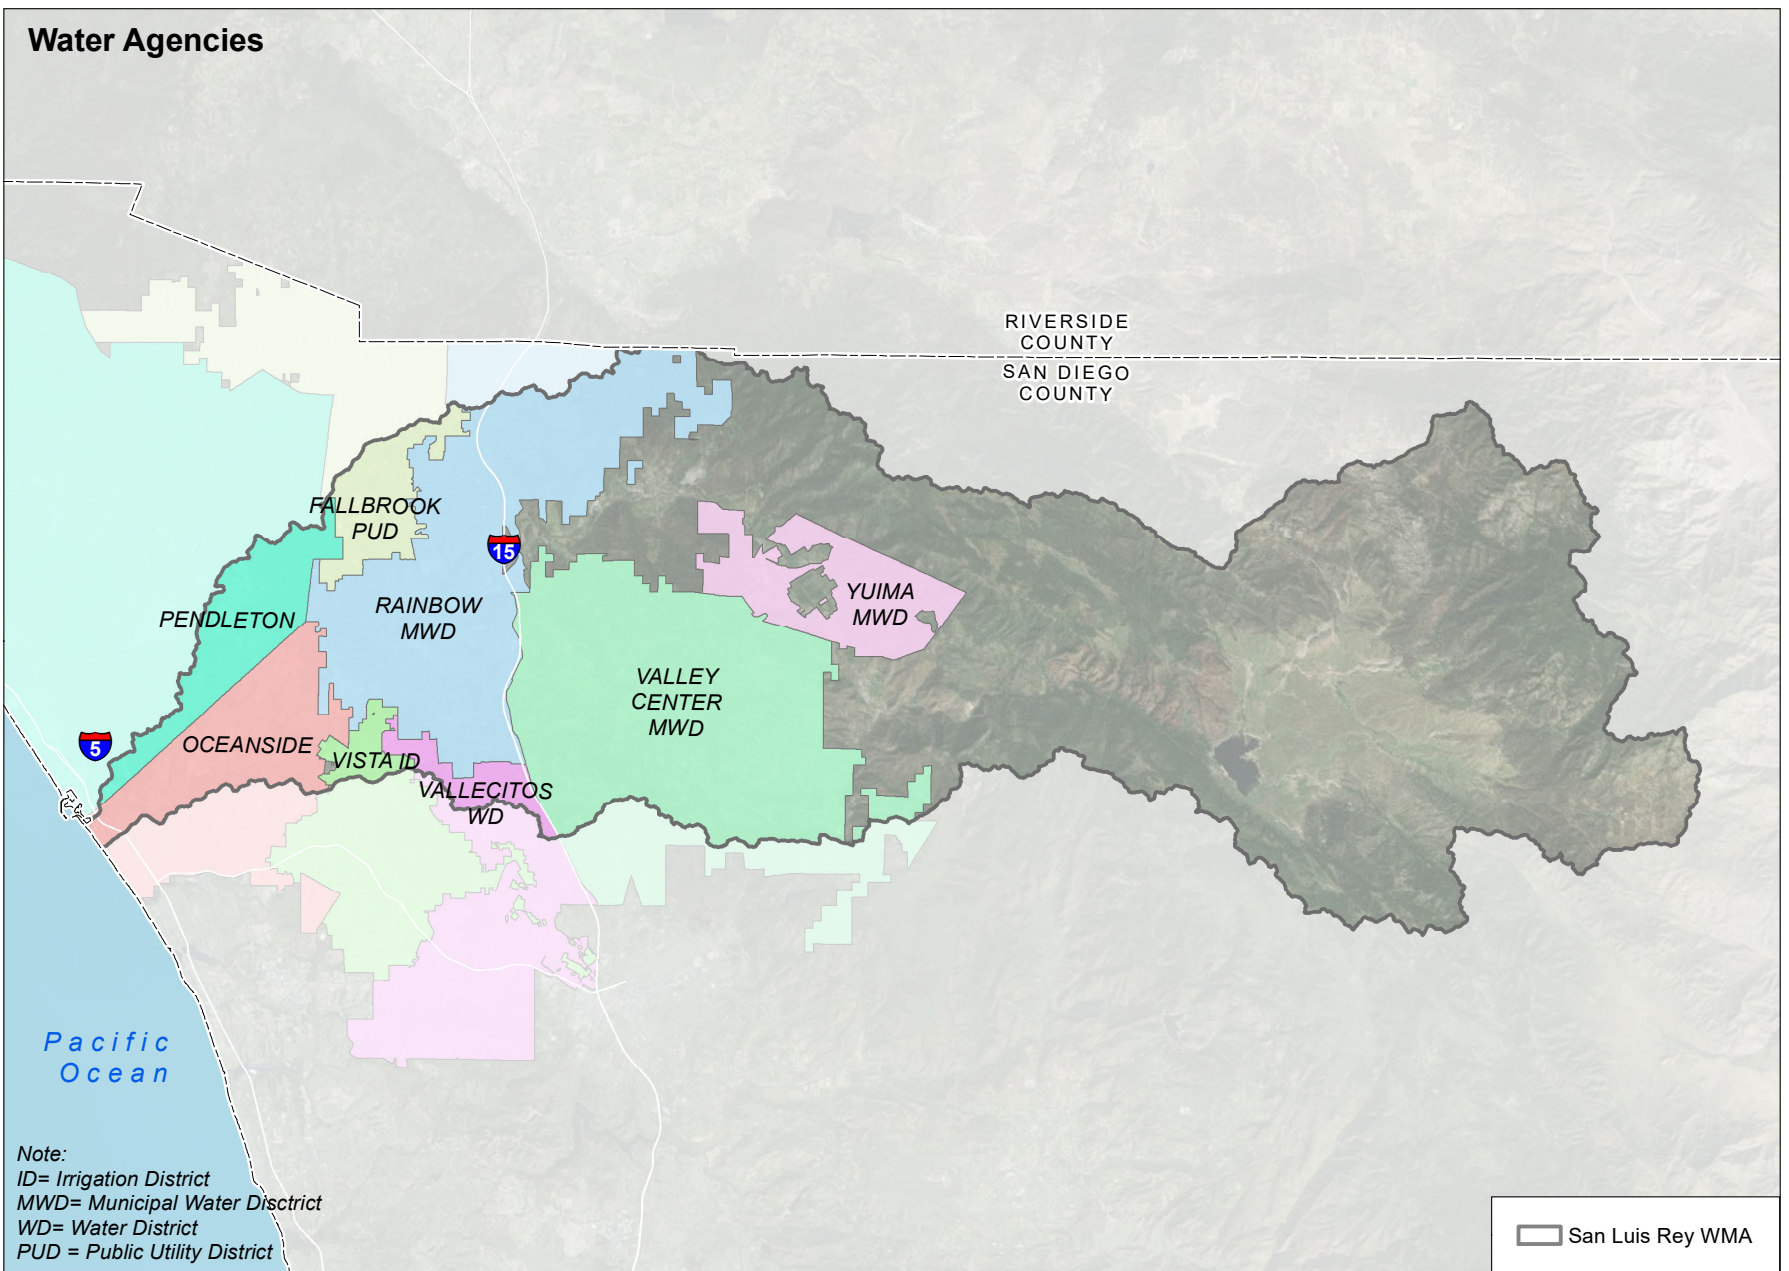 Water Agencies
RIVERSIDE
COUNTY
SAN DIEGO
COUNTY
FALLBROOK
PUD
15
YUIMA
MWD
PENDLETON
RAINBOW
MWD
VALLEY
CENTER
MWD
5
OCEANSIDE
VISTA ID
VALLECITOS
WD
Pacific
Ocean
Note:
ID= Irrigation District
MWD= Municipal Water Disctrict
WD= Water District
PUD = Public Utility District
San Luis Rey WMA